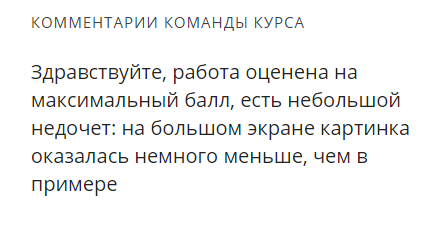 КОММЕНТАРИИ КОМАНДЫ КУРСА
Здравствуйте, работа оценена на
максимальный балл, есть небольшой
недочет: на большом экране картинка
оказалась немного меньше, чем в
примере